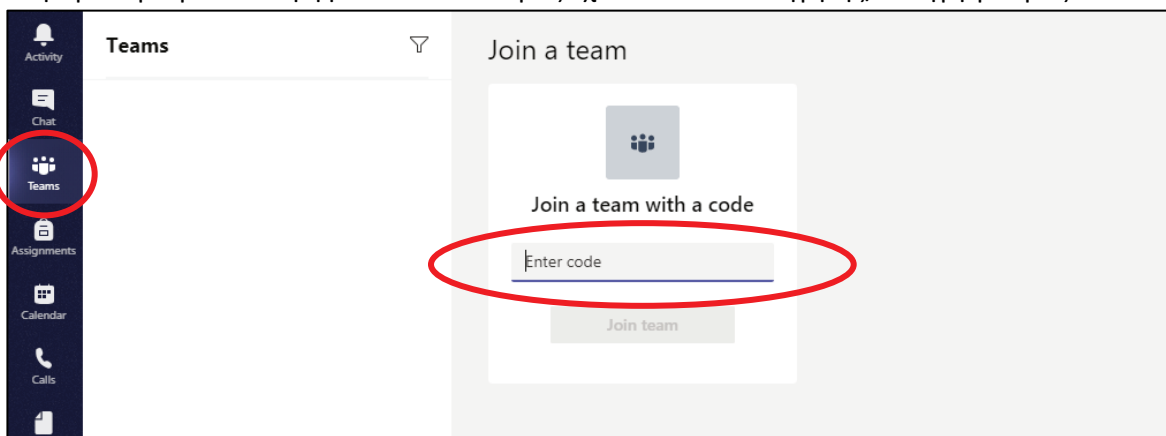 Activity
Teams
Join a team
Chat
Teams
Join a team with a code
Assignments
Enter code
Calendar
Join team
Calls